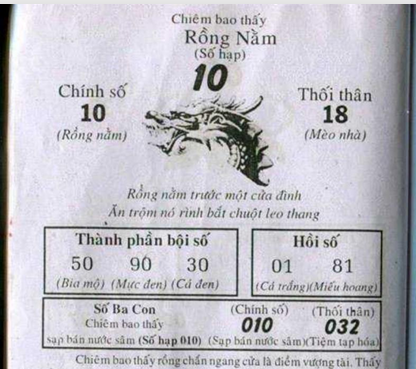 Chiêm bao thấy
Rồng Nằm
(Số hạp)
10
Chính số
10
(Rồng nằm)
Thối thân
18
(Mèo nhà)
Rồng nằm trước một cửa đình
Ăn trộm nó rình bắt chuột leo thang
Thành phần bội số
50 90 30
(Bia mộ) (Mực đen) (Cá đen)
Hồi số
01 81
(Cá trắng)(Miếu hoang)
Số Ba Con (Chính số) (Thối thân)
Chiêm bao thấy 010 032
sạp bán nước sâm (Số hạp 010) (Sạp bán nước sâm)(Tiệm tạp hóa)
Chiêm bao thấy rồng chắn ngang cửa là điềm vượng tài. Thấy